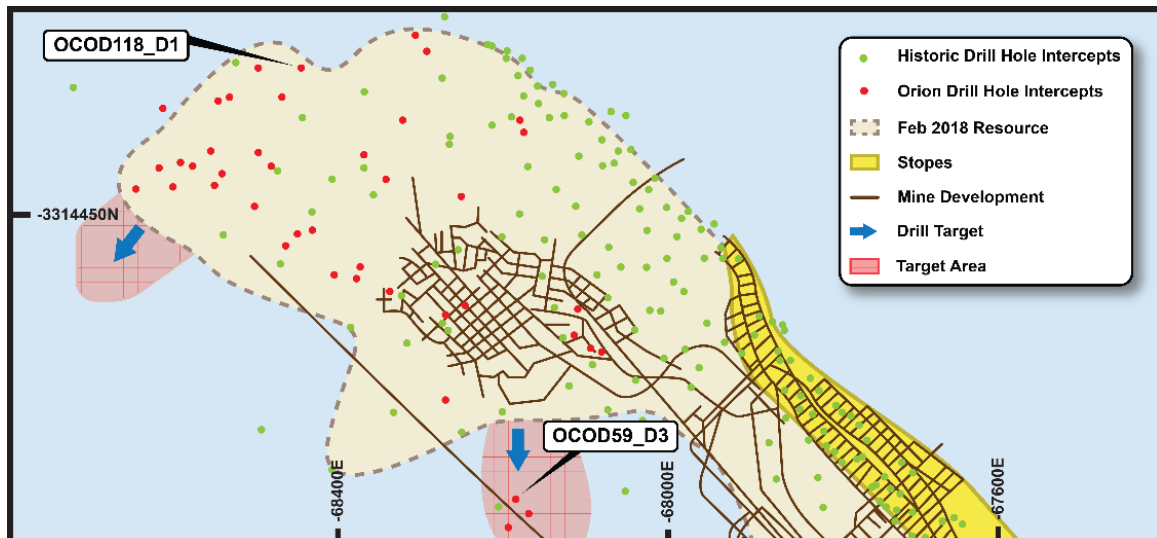 OCOD118_D1
Historic Drill Hole Intercepts
Orion Drill Hole Intercepts
Feb 2018 Resource
Stopes
Mine Development
Drill Target
Target Area
-3314450N
OCOD59_D3
-68400E
-68000E
-67600E